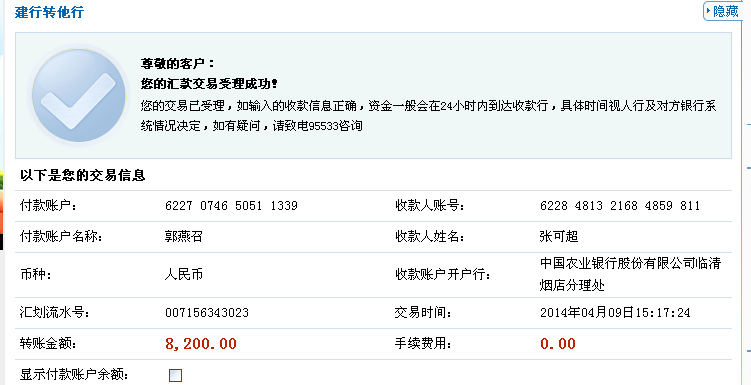 建行转他行
隐藏
尊敬的客户：
您的汇款交易受理成功！
您的交易已受理，如输入的收款信息正确，资金一般会在24小时内到达收款行，具体时间视人行及对方银行系
统情况决定，如有疑问，请致电95533咨询
以下是您的交易信息
付款账户： 6227 0746 5051 1339 收款人账号： 6228 4813 2168 4859 811
付款账户名称： 郭燕召 收款人姓名： 张可超
币种： 人民币 收款账户开户行： 中国农业银行股份有限公司临清
烟店分理处
汇划流水号： 007156343023 交易时间： 2014年04月09日15:17:24
转账金额： 8,200.00 手续费用： 0.00
显示付款账户余额：